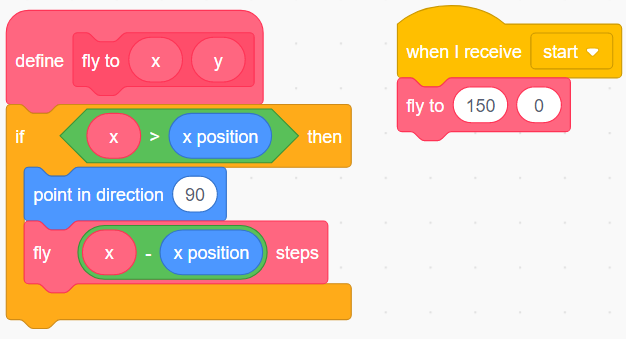 define fly to x y
if x > x position then
point in direction 90
fly x - x position steps
when I receive start
fly to 150 0